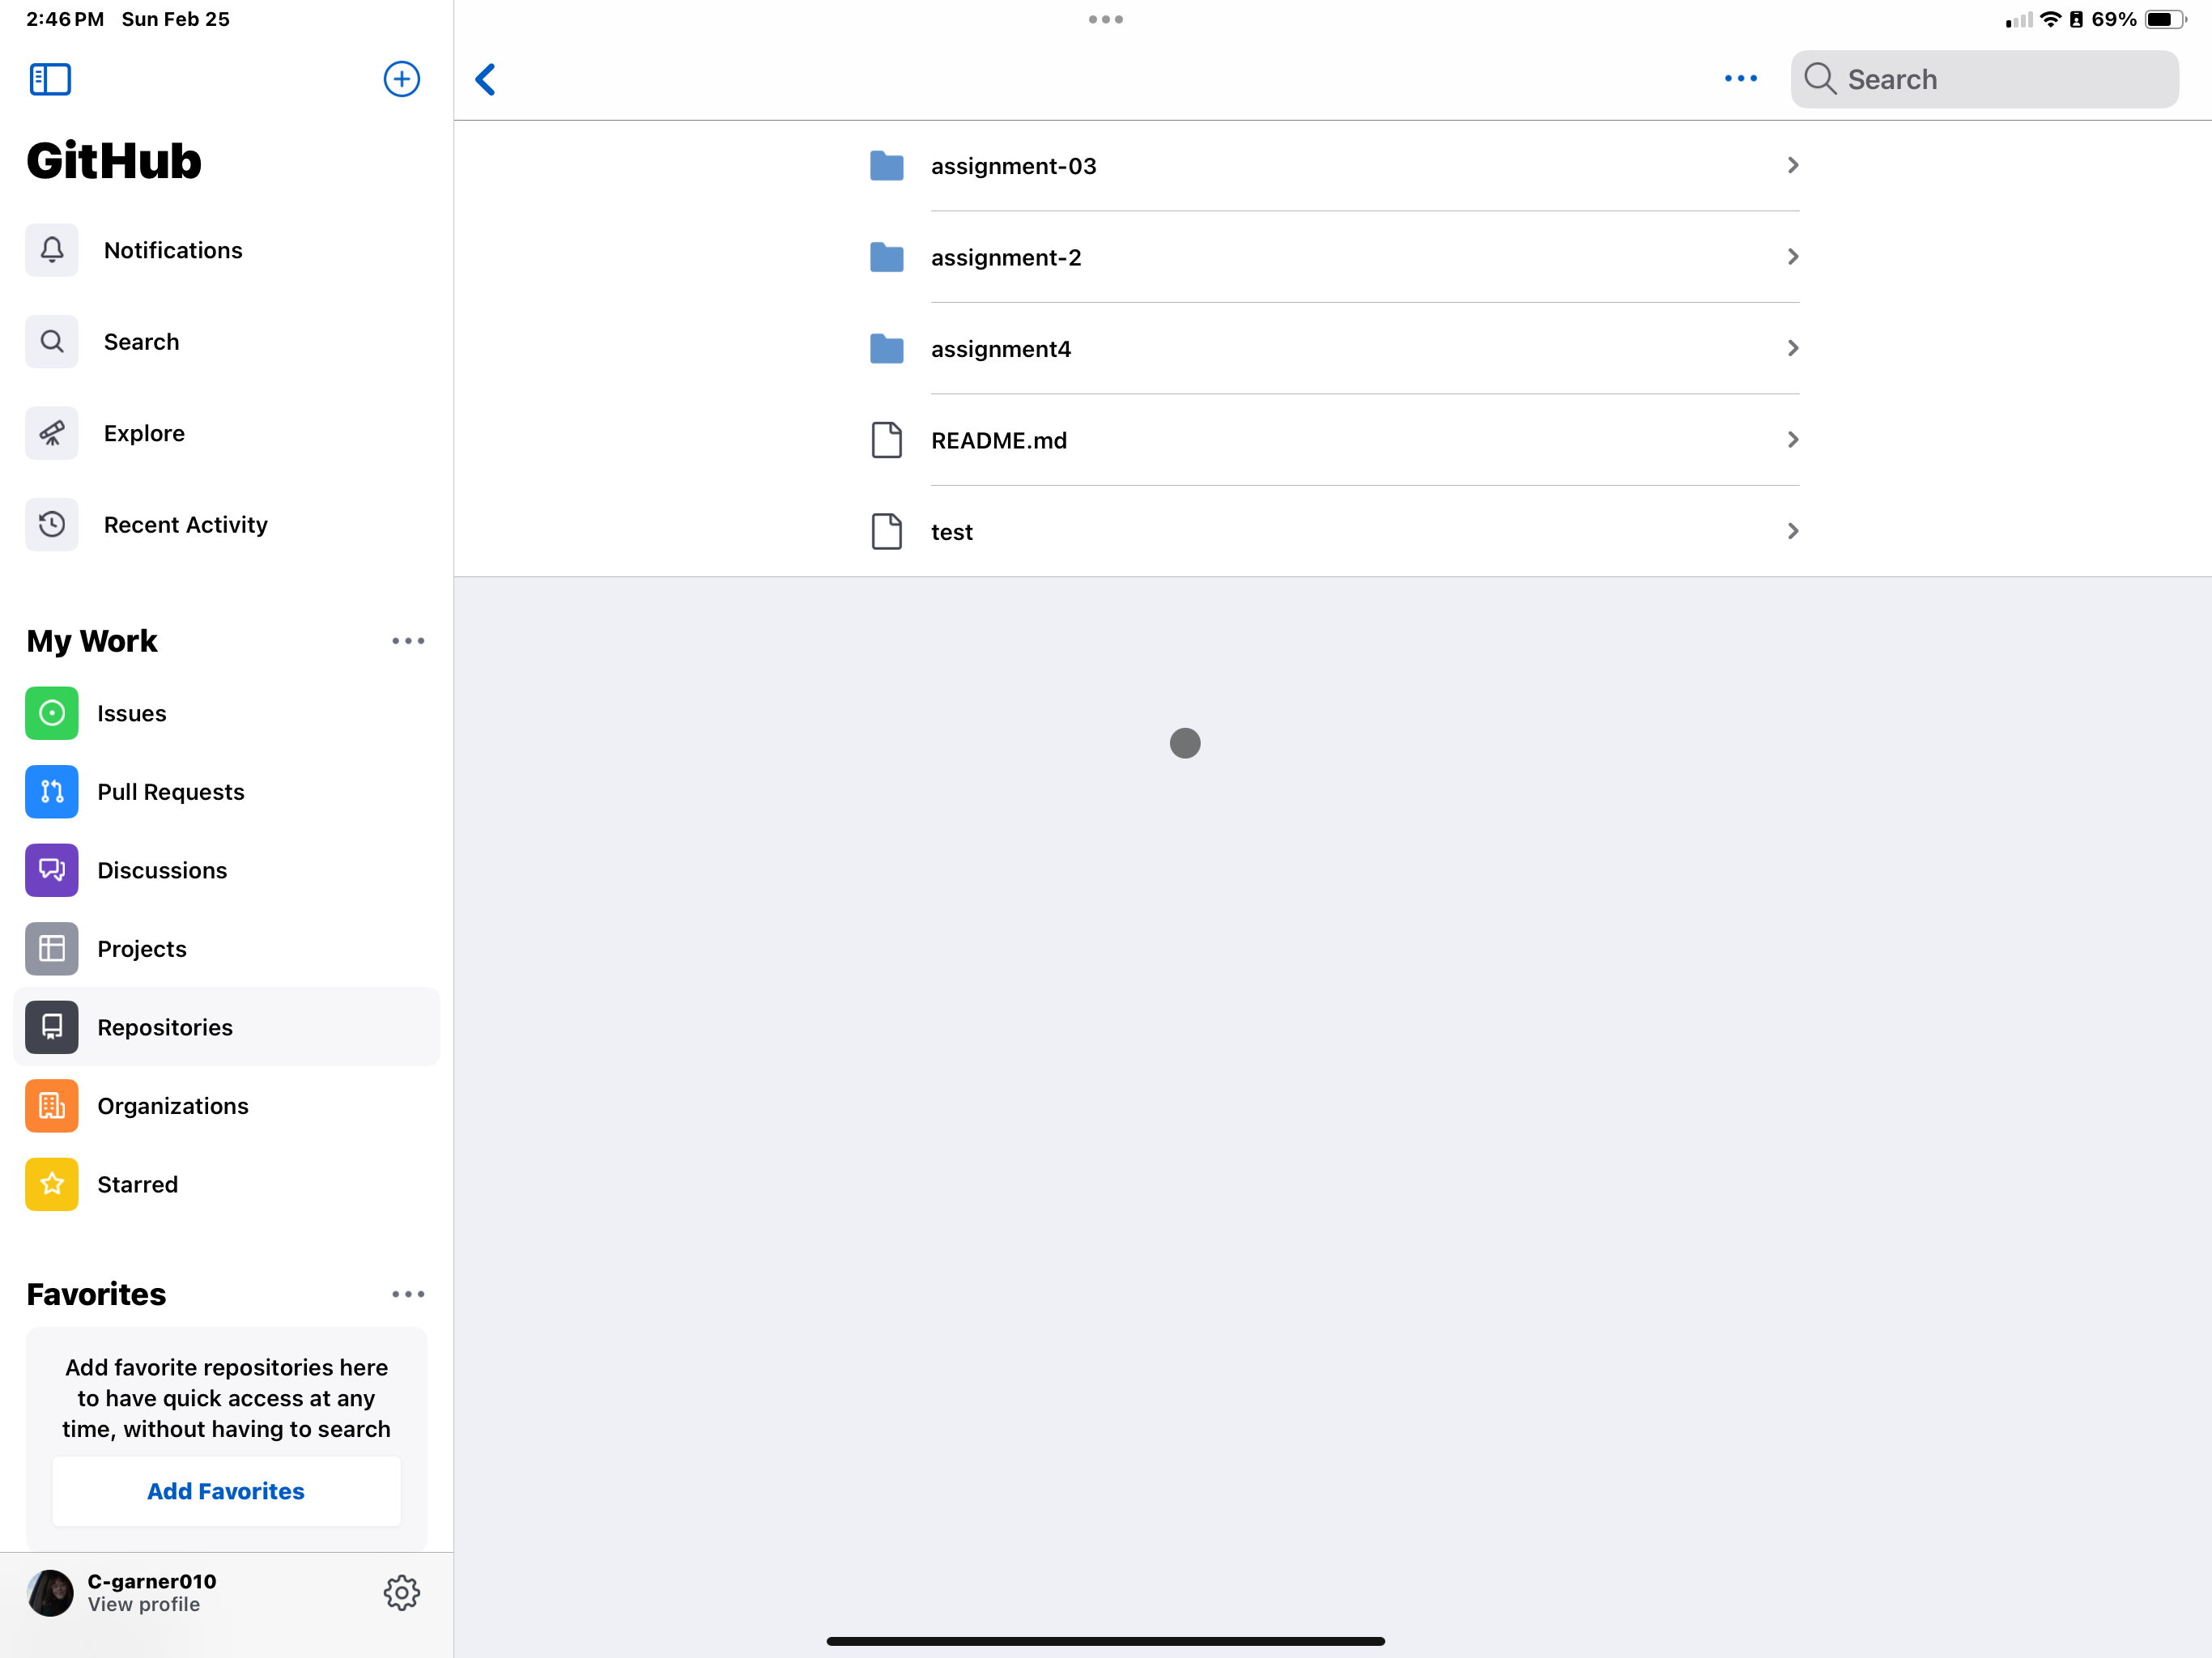 2:46 PM Sun Feb 25
69%
GitHub
Notifications
Search
Explore
Recent Activity
My Work
Issues
Pull Requests
Discussions
Projects
Repositories
Organizations
Starred
Favorites
Add favorite repositories here
to have quick access at any
time, without having to search
Add Favorites
C-garner010
View profile
Search
assignment-03
assignment-2
assignment4
README.md
test